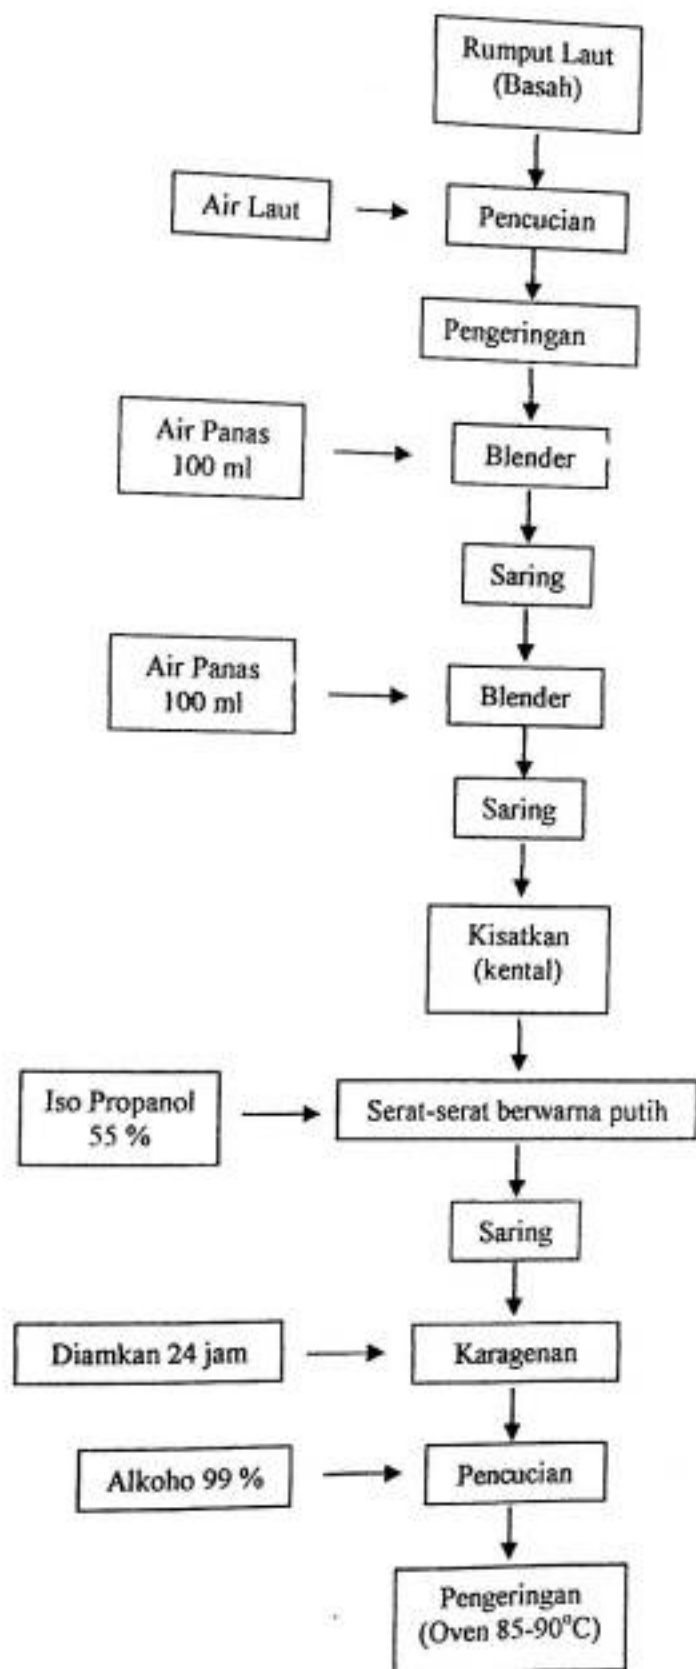 Rumput Laut
(Basah)
Air Laut
Pencucian
Pengeringan
Air Panas
100 ml
Blender
Saring
Air Panas
100 ml
Blender
Saring
Kisatkan
(kental)
Iso Propanol
55 %
Serat-serat berwarna putih
Saring
Diamkan 24 jam
Karagenan
Alkoho 99 %
Pencucian
Pengeringan
(Oven 85-90°C)